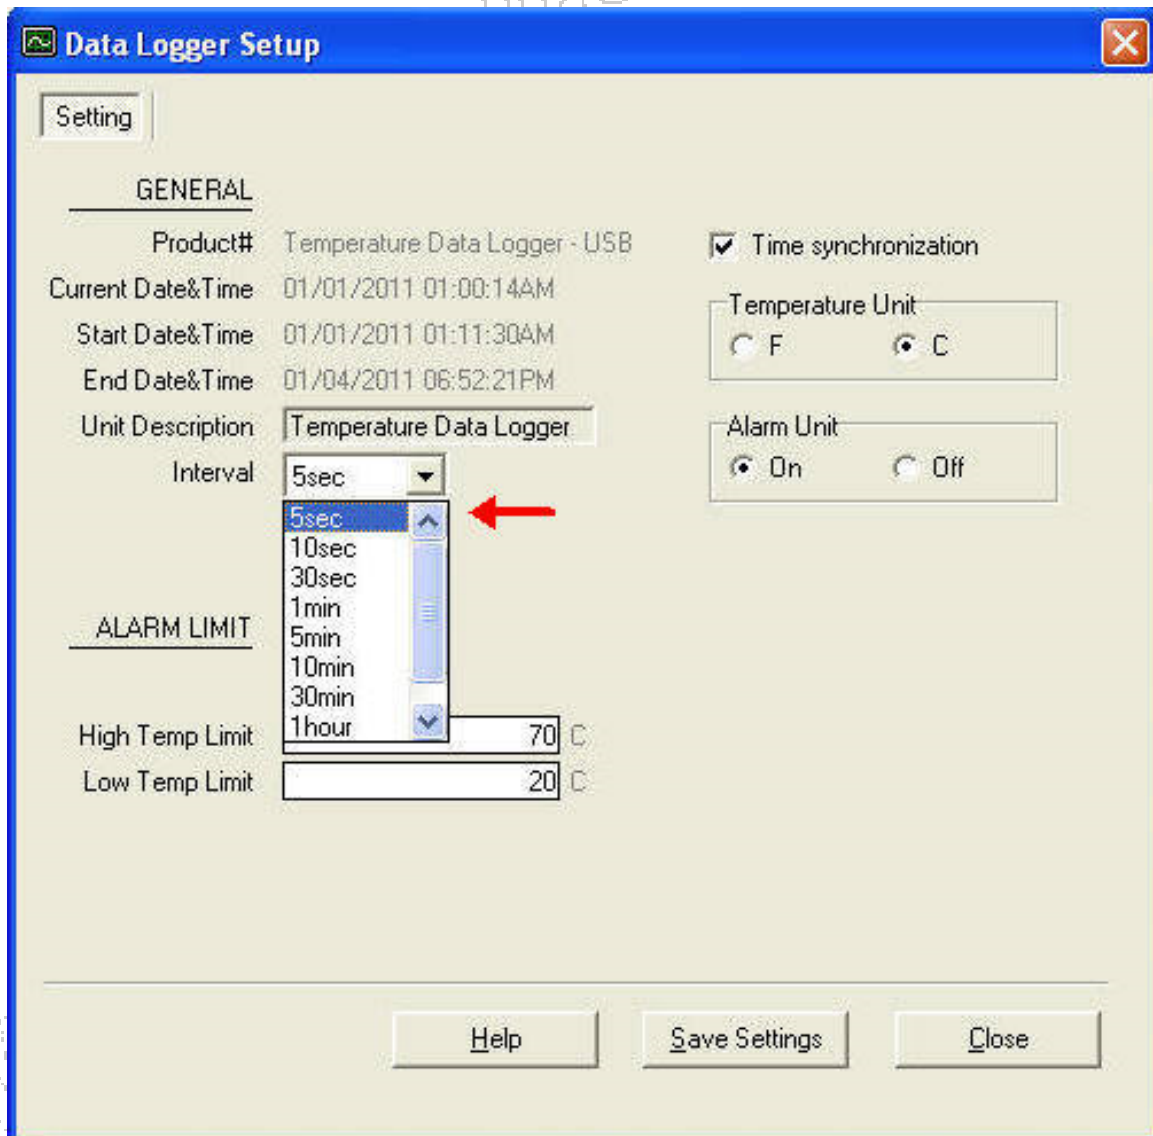 Data Logger Setup
Setting
GENERAL
Product# Temperature Data Logger - USB
Current Date&Time 01/01/2011 01:00:14AM
Start Date&Time 01/01/2011 01:11:30AM
End Date&Time 01/04/2011 06:52:21PM
Unit Description Temperature Data Logger
Interval 5sec
5sec
10sec
30sec
1min
5min
10min
30min
1hour
ALARM LIMIT
High Temp Limit 70 C
Low Temp Limit 20 C
Time synchronization
Temperature Unit
F C
Alarm Unit
On Off
Help Save Settings Close